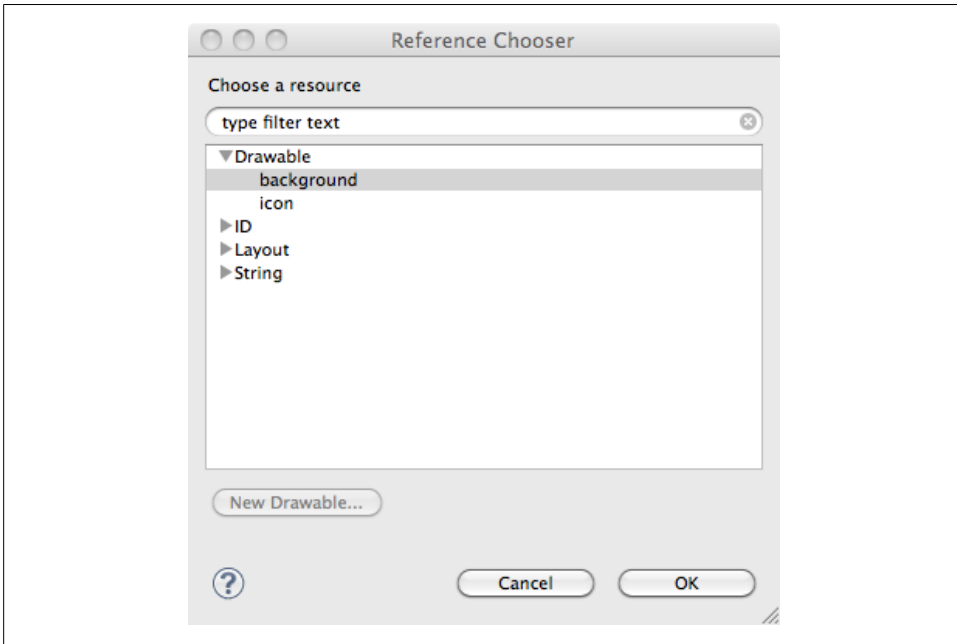 Reference Chooser
Choose a resource
type filter text
Drawable
background
icon
ID
Layout
String
New Drawable...
?
Cancel
OK